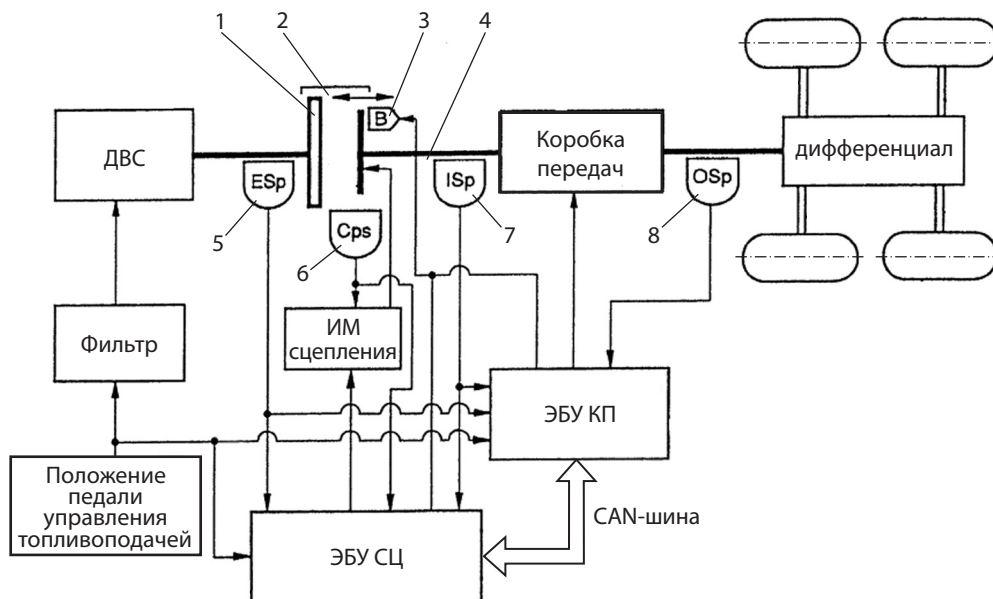 1
2
3
4
ДВС
B
Коробка
передач
дифференциал
ESp
ISp
OSp
5
Cps
6
7
8
Фильтр
ИМ
сцепления
ЭБУ КП
Положение
педали
управления
топливоподачей
ЭБУ СЦ
CAN-шина